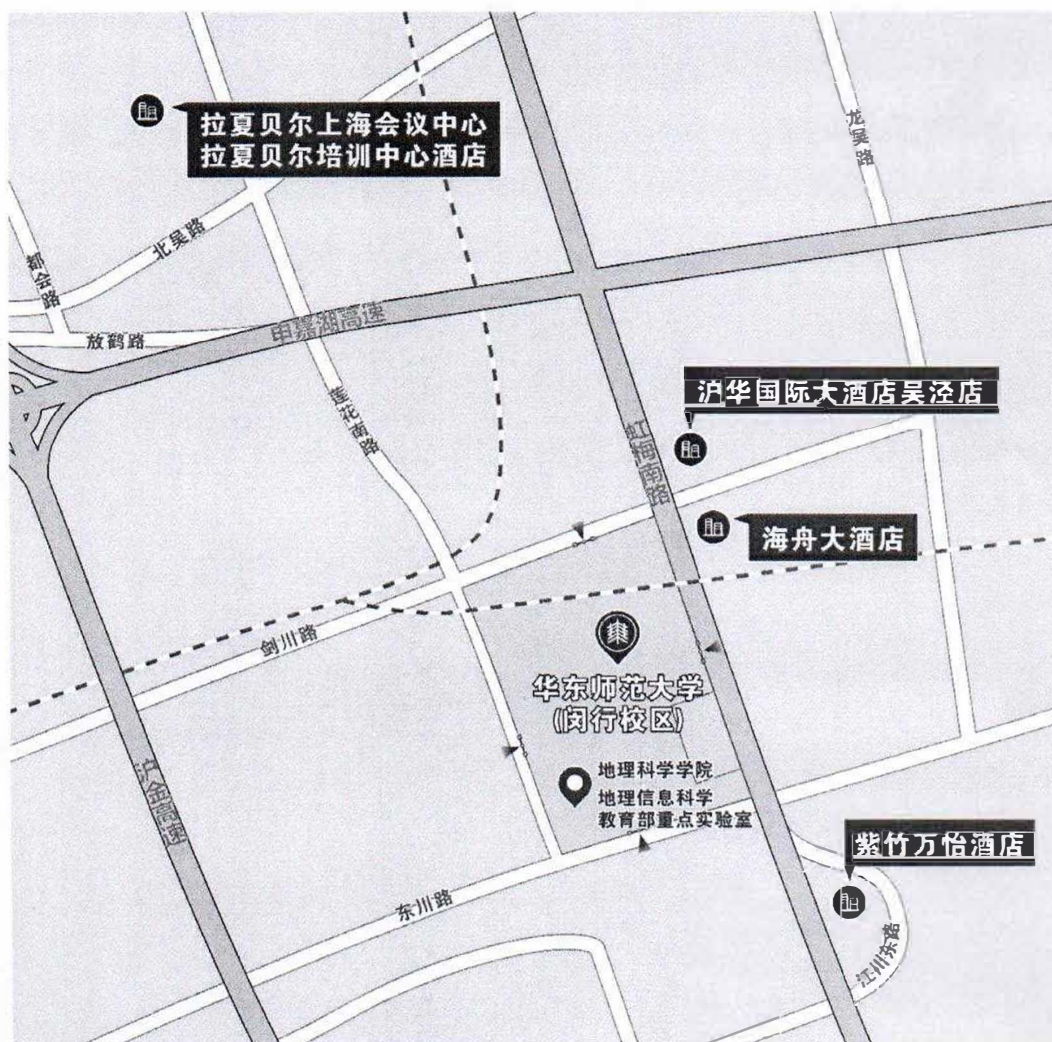 拉夏贝尔上海会议中心
拉夏贝尔培训中心酒店
龙吴路
北吴路
都会路
放鹤路
申嘉湖高速
莲花南路
沪华国际大酒店吴泾店
虹梅南路
海舟大酒店
剑川路
华东师范大学
(闵行校区)
地理科学学院
地理信息科学
教育部重点实验室
沪金高速
紫竹万怡酒店
东川路
江川东路